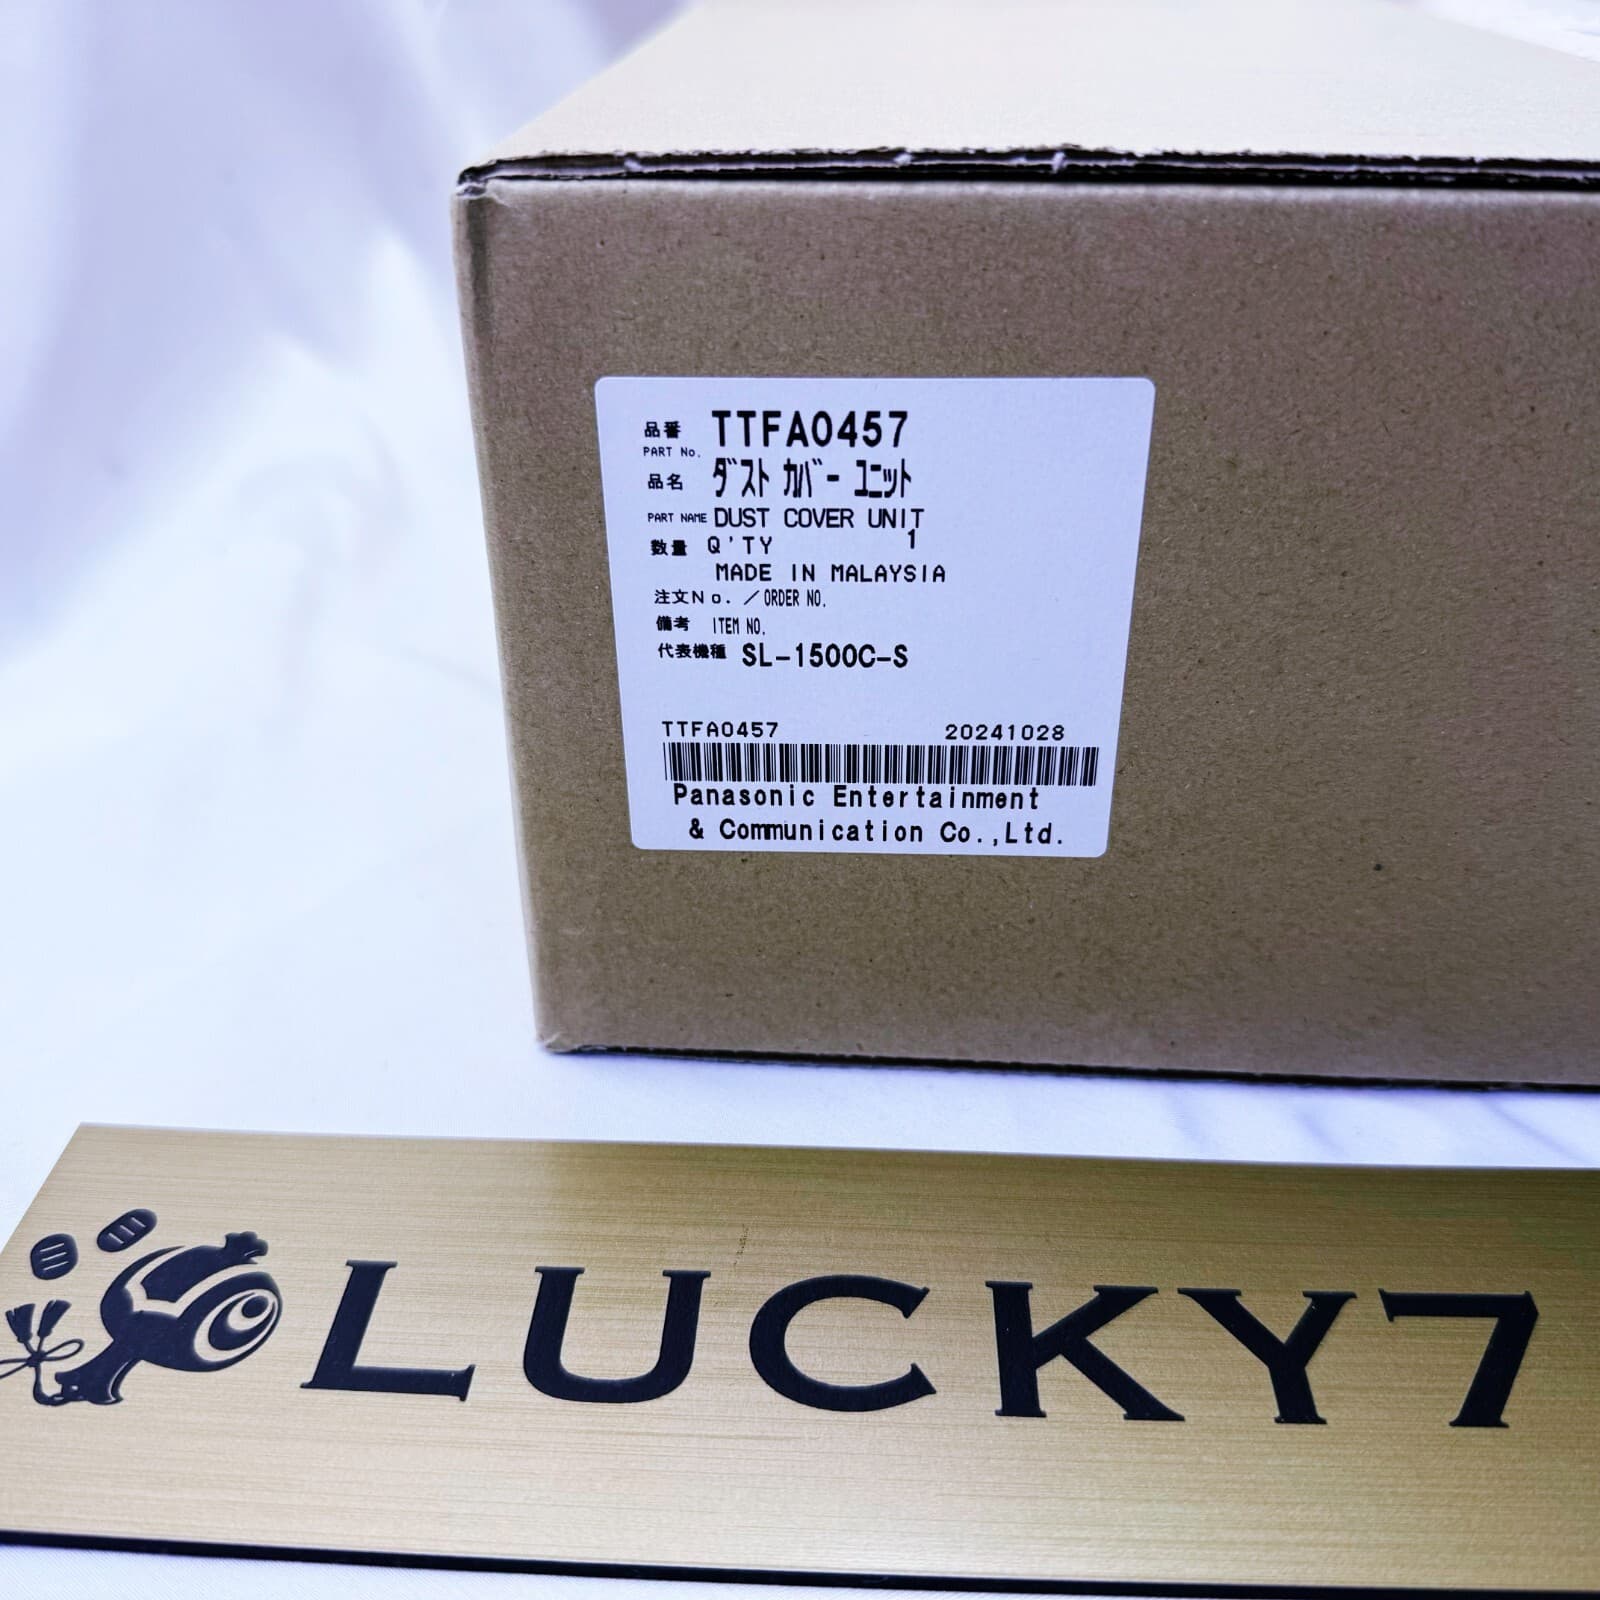 品番 TTFA0457
PART No.
品名 ﾀﾞｽﾄ ｶﾊﾞｰ ﾕﾆｯﾄ
PART NAME DUST COVER UNIT
数量 Q'TY 1
MADE IN MALAYSIA
注文No.／ORDER NO.
備考 ITEM NO.
代表機種 SL-1500C-S
TTFA0457 20241028
Panasonic Entertainment
& Communication Co.,Ltd.
LUCKY7